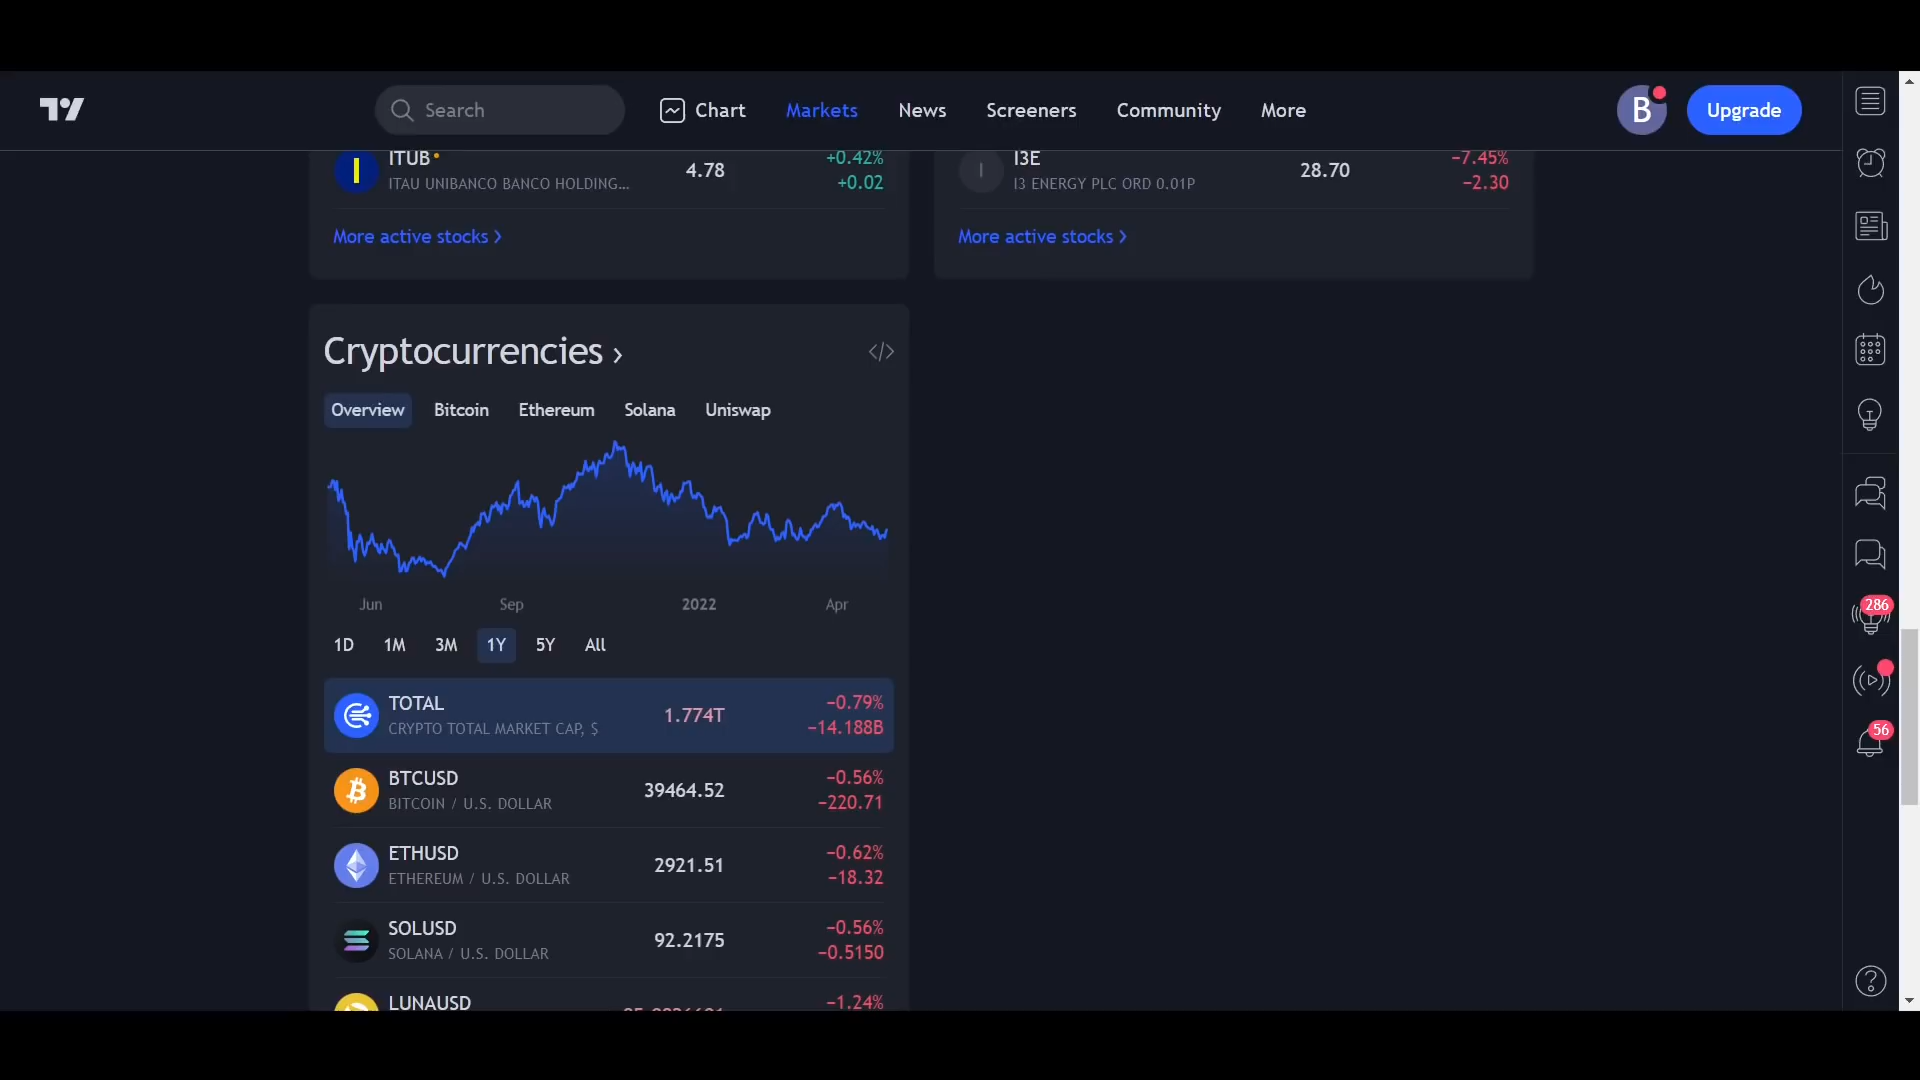 Search
Chart
Markets
News
Screeners
Community
More
B
Upgrade
ITUB
ITAU UNIBANCO BANCO HOLDING...
4.78
+0.42%
+0.02
More active stocks
I3E
I3 ENERGY PLC ORD 0.01P
28.70
−7.45%
−2.30
More active stocks
Cryptocurrencies
Overview Bitcoin Ethereum Solana Uniswap
Jun Sep 2022 Apr
1D 1M 3M 1Y 5Y All
TOTAL
CRYPTO TOTAL MARKET CAP, $
1.774T
−0.79%
−14.188B
BTCUSD
BITCOIN / U.S. DOLLAR
39464.52
−0.56%
−220.71
ETHUSD
ETHEREUM / U.S. DOLLAR
2921.51
−0.62%
−18.32
SOLUSD
SOLANA / U.S. DOLLAR
92.2175
−0.56%
−0.5150
LUNAUSD
−1.24%
286
56